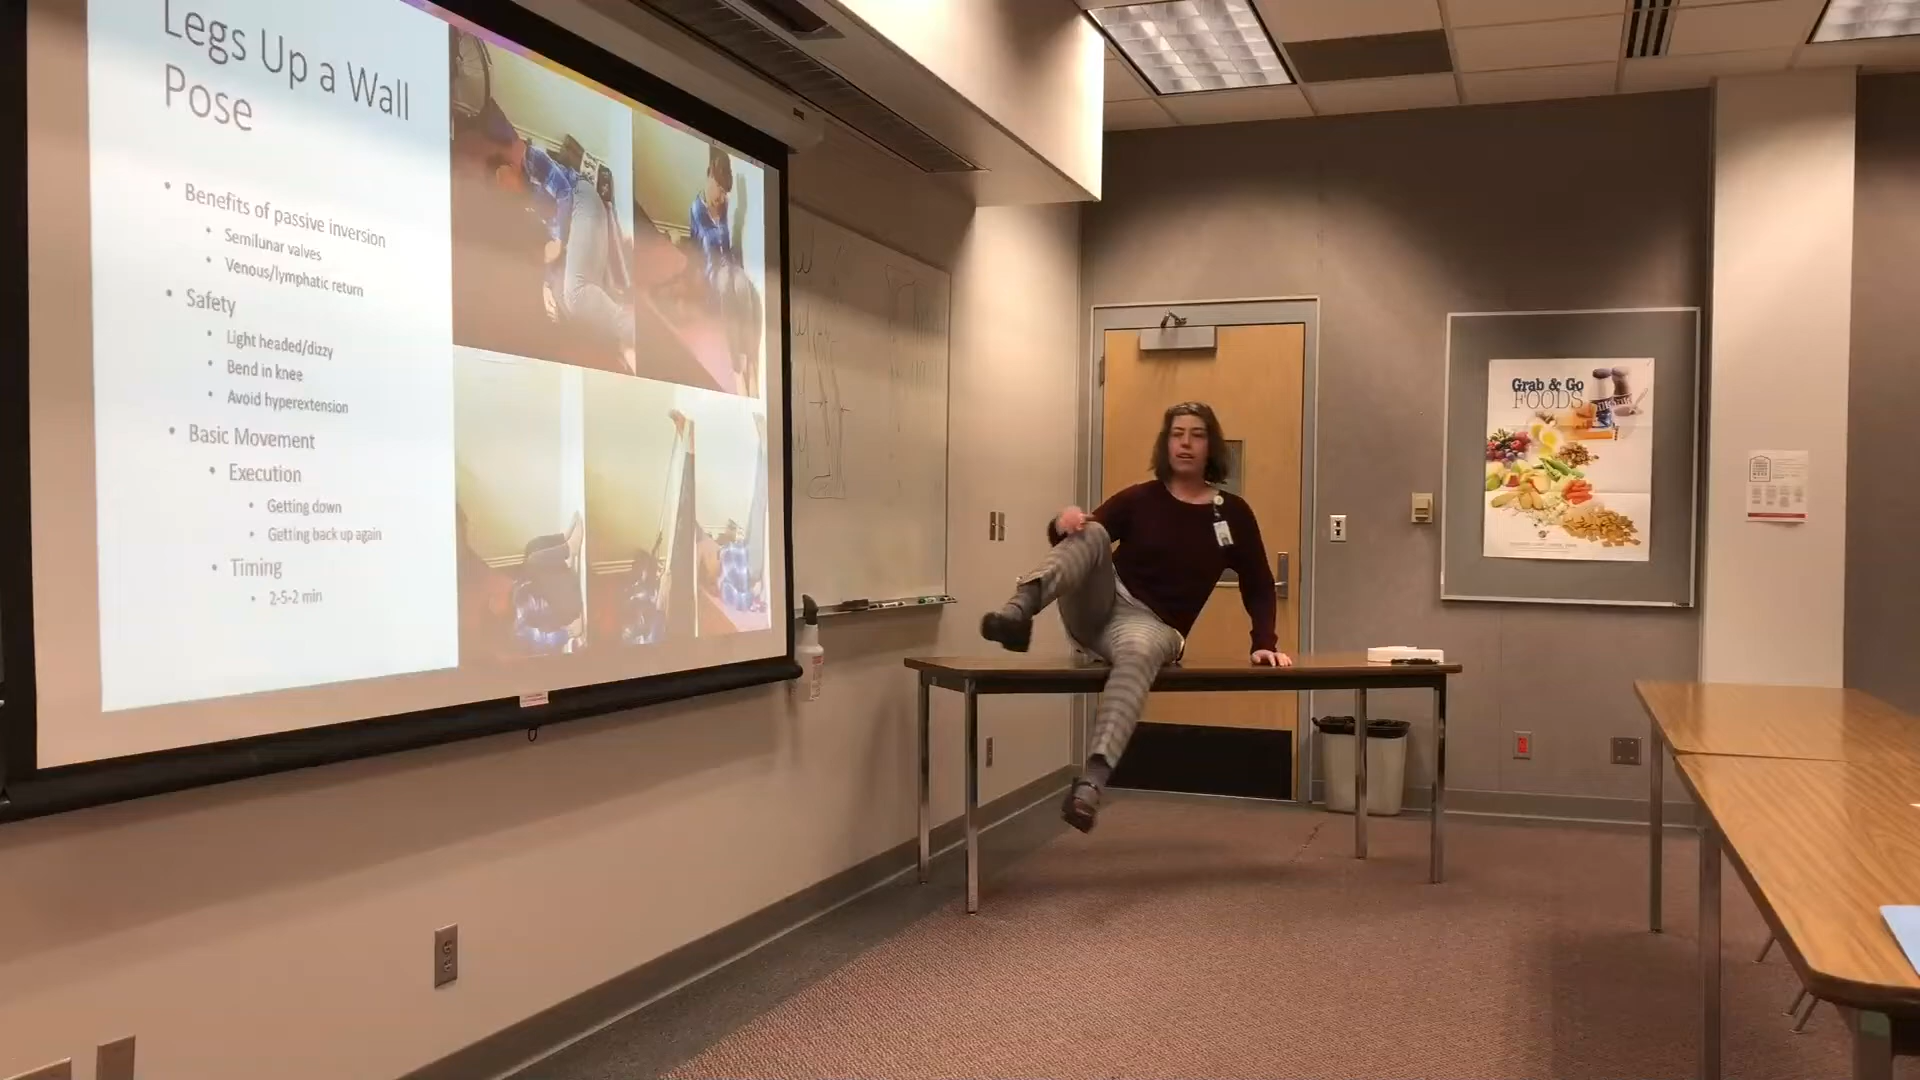 Legs Up a Wall
Pose
• Benefits of passive inversion
• Semilunar valves
• Venous/lymphatic return
• Safety
• Light headed/dizzy
• Bend in knee
• Avoid hyperextension
• Basic Movement
• Execution
• Getting down
• Getting back up again
• Timing
• 2-5-2 min
Grab & Go
FOODS